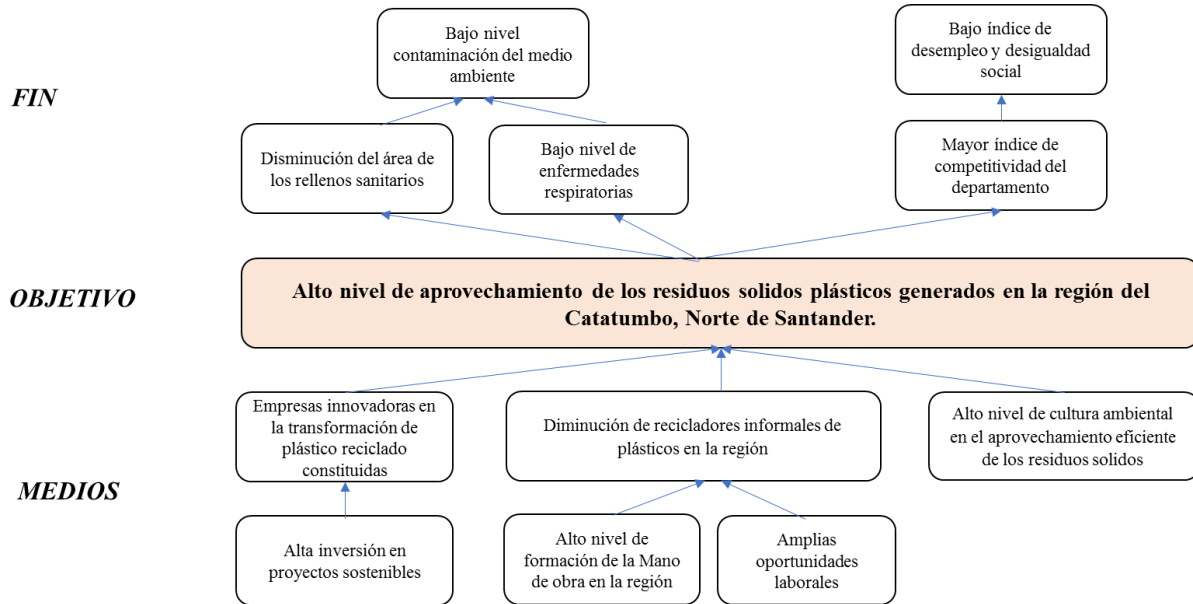 Bajo nivel
contaminación del medio
ambiente
Bajo índice de
desempleo y desigualdad
social
FIN
Disminución del área de
los rellenos sanitarios
Bajo nivel de
enfermedades
respiratorias
Mayor índice de
competitividad del
departamento
OBJETIVO
Alto nivel de aprovechamiento de los residuos solidos plásticos generados en la región del
Catatumbo, Norte de Santander.
Empresas innovadoras en
la transformación de
plástico reciclado
constituidas
Diminución de recicladores informales de
plásticos en la región
Alto nivel de cultura ambiental
en el aprovechamiento eficiente
de los residuos solidos
MEDIOS
Alta inversión en
proyectos sostenibles
Alto nivel de
formación de la Mano
de obra en la región
Amplias
oportunidades
laborales